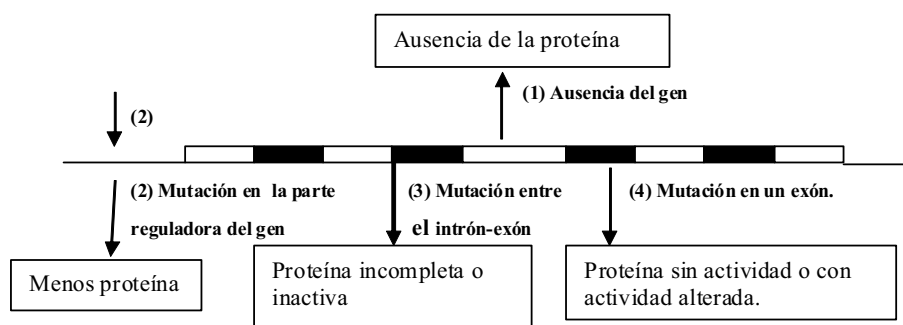 Ausencia de la proteína
(1) Ausencia del gen
(2)
(2) Mutación en la parte
reguladora del gen
(3) Mutación entre
el intrón-exón
(4) Mutación en un exón.
Menos proteína
Proteína incompleta o
inactiva
Proteína sin actividad o con
actividad alterada.